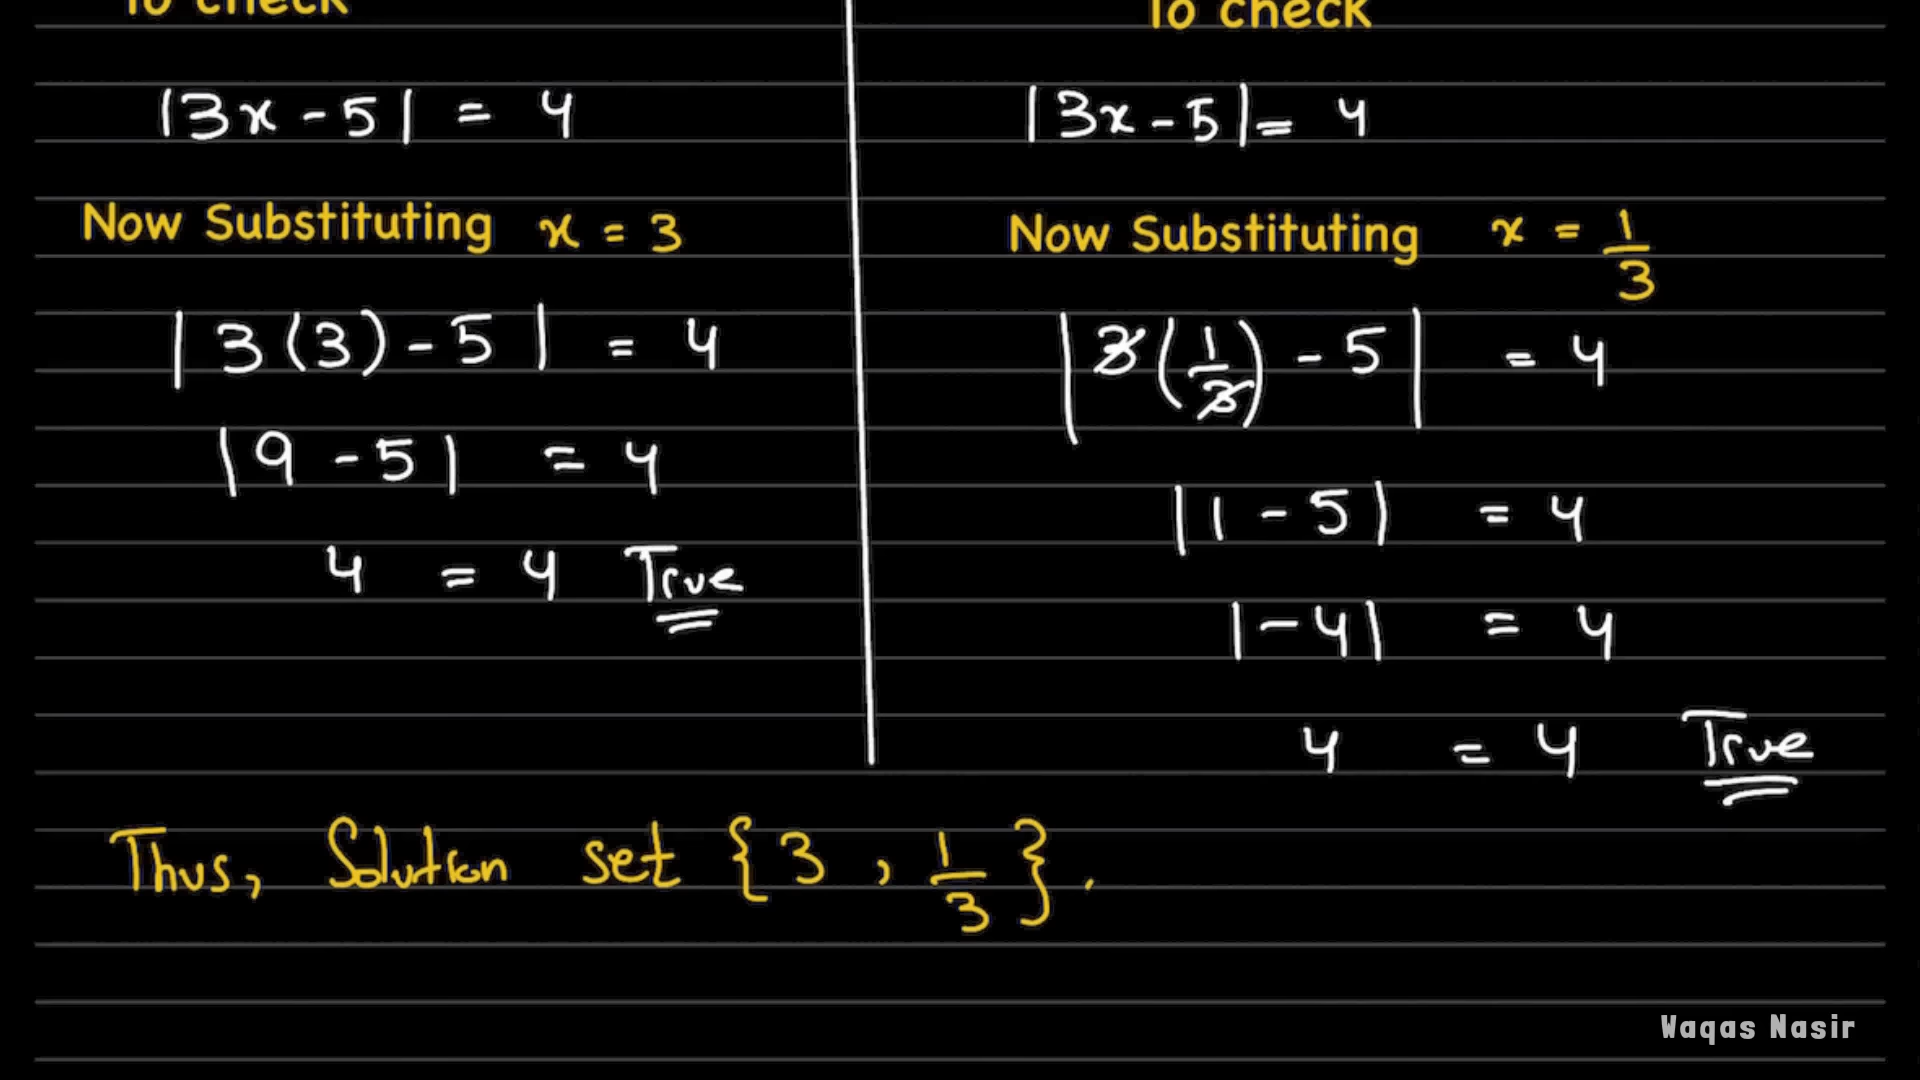 To check
|3x - 5| = 4
Now Substituting x = 3
|3(3) - 5| = 4
|9 - 5| = 4
4 = 4 True
To check
|3x - 5| = 4
Now Substituting x = 1/3
|3(1/3) - 5| = 4
|1 - 5| = 4
|-4| = 4
4 = 4 True
Thus, Solution set {3, 1/3}.
Waqas Nasir